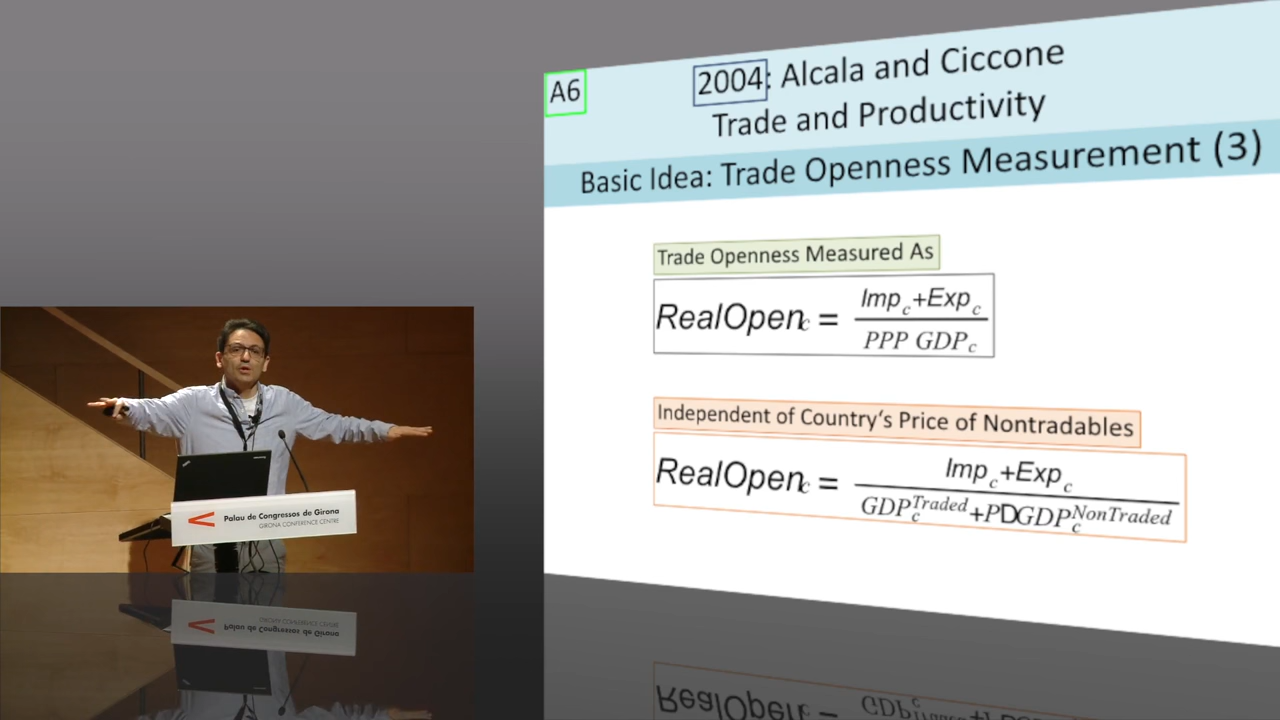 A6
2004: Alcala and Ciccone
Trade and Productivity
Basic Idea: Trade Openness Measurement (3)
Trade Openness Measured As
RealOpen_c = (Imp_c+Exp_c) / (PPP GDP_c)
Independent of Country's Price of Nontradables
RealOpen_c = (Imp_c+Exp_c) / (GDP_c^Traded+PDGDP_c^NonTraded)
Palau de Congressos de Girona
GIRONA CONFERENCE CENTRE